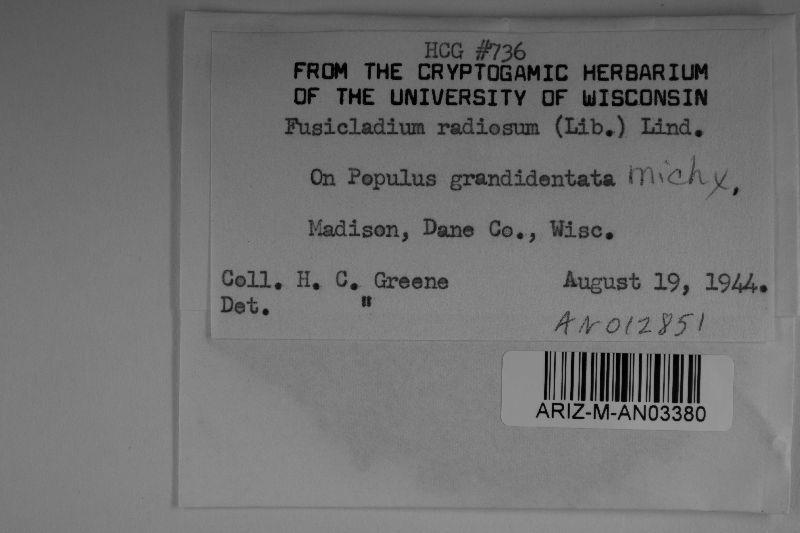 HCG #736
FROM THE CRYPTOGAMIC HERBARIUM
OF THE UNIVERSITY OF WISCONSIN
Fusicladium radiosum (Lib.) Lind.
On Populus grandidentata Michx,
Madison, Dane Co., Wisc.
Coll. H. C. Greene August 19, 1944.
Det. "
AN012851
ARIZ-M-AN03380